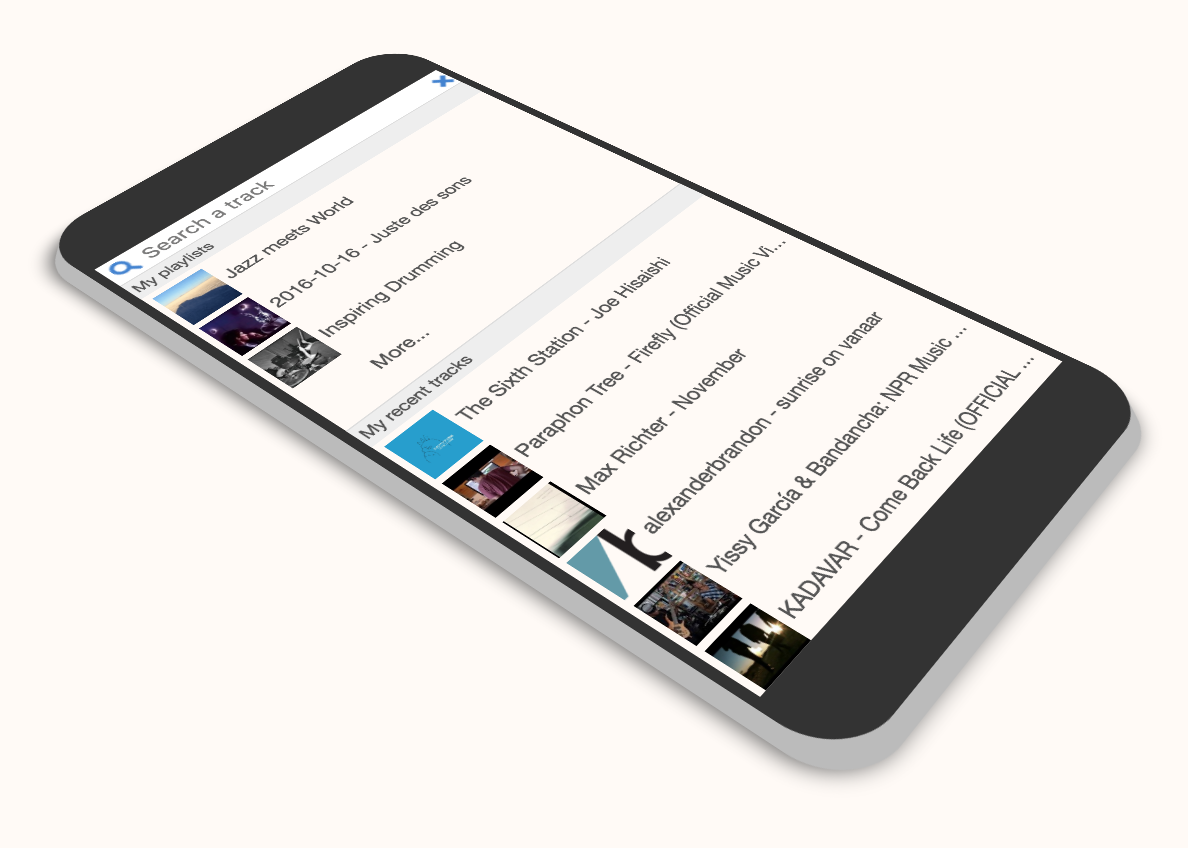 Search a track
My playlists
Jazz meets World
2016-10-16 - Juste des sons
Inspiring Drumming
More...
My recent tracks
The Sixth Station - Joe Hisaishi
Paraphon Tree - Firefly (Official Music Vi...
Max Richter - November
alexanderbrandon - sunrise on vanaar
Yissy García & Bandancha: NPR Music ...
KADAVAR - Come Back Life (OFFICIAL ...